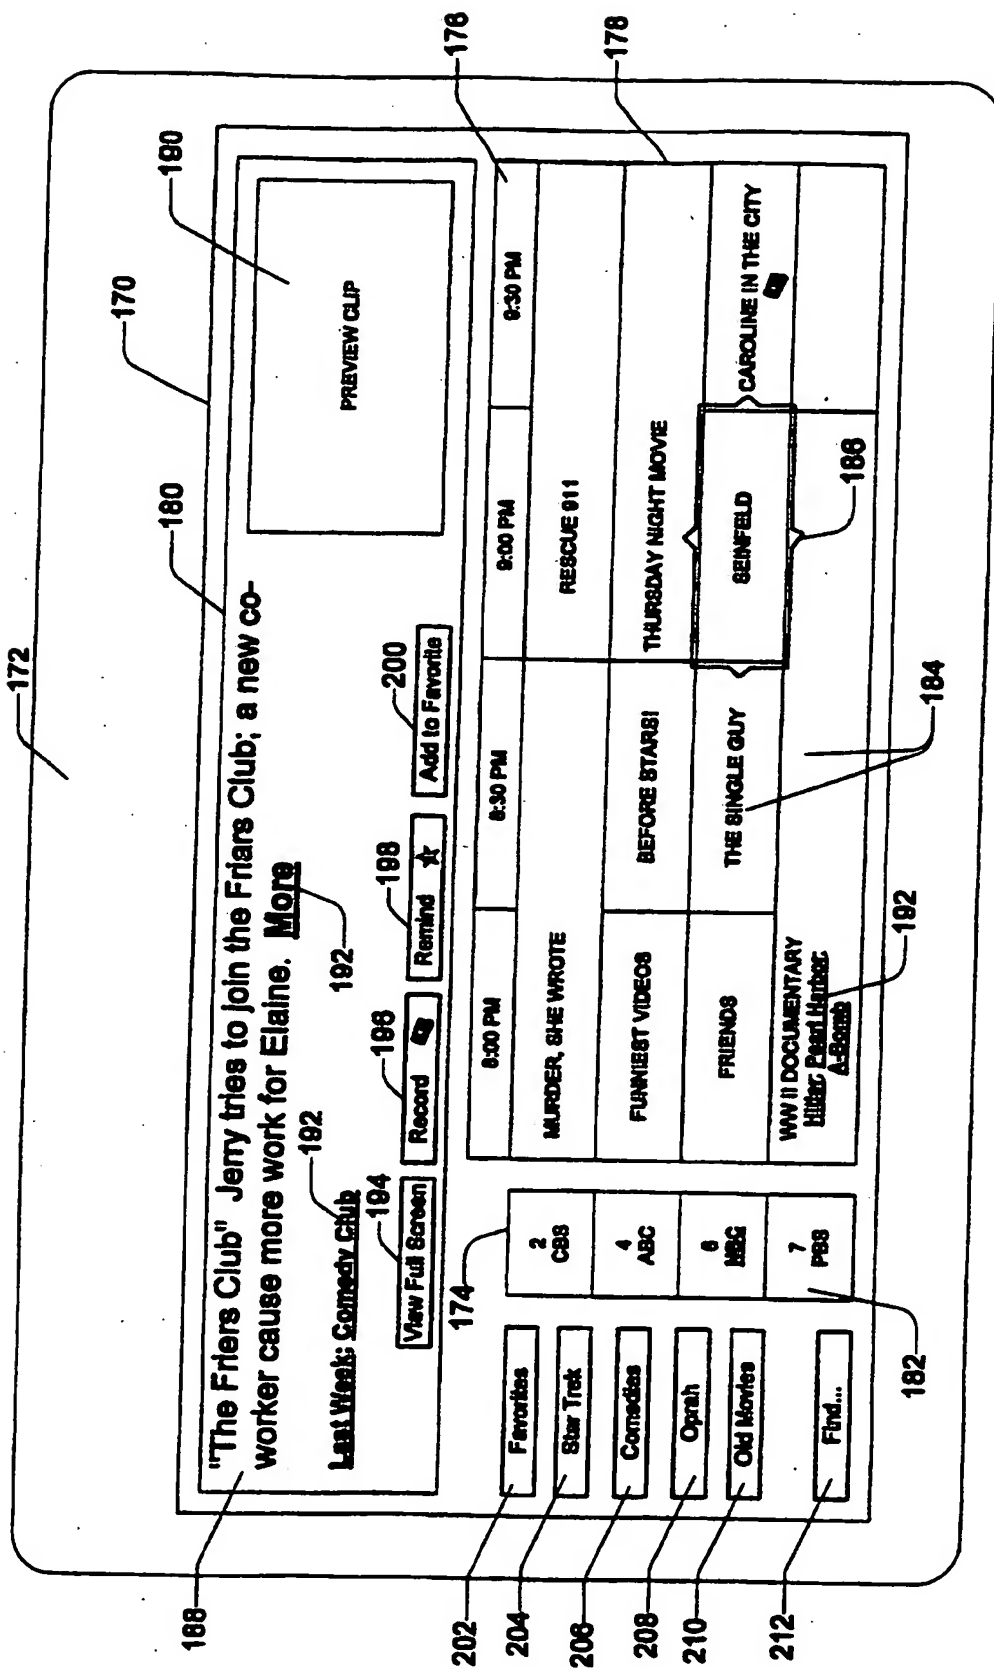 172
170
180
190
176
178
188
"The Friers Club" Jerry tries to join the Friars Club; a new co-
worker cause more work for Elaine. More
192
Last Week: Comedy Club
192
PREVIEW CLIP
194
198
198
200
View Full Screen
Record
Remind
Add to Favorite
174
8:00 PM
8:30 PM
9:00 PM
9:30 PM
202
Favorites
2
CBS
MURDER, SHE WROTE
RESCUE 911
204
Star Trek
206
Comedies
4
ABC
FUNNIEST VIDEOS
BEFORE STARS!
THURSDAY NIGHT MOVIE
208
Oprah
6
NBC
FRIENDS
THE SINGLE GUY
SEINFELD
CAROLINE IN THE CITY
210
Old Movies
7
PBS
WW II DOCUMENTARY
Hitler; Pearl Harbor;
A-Bomb
212
Find...
182
192
184
186